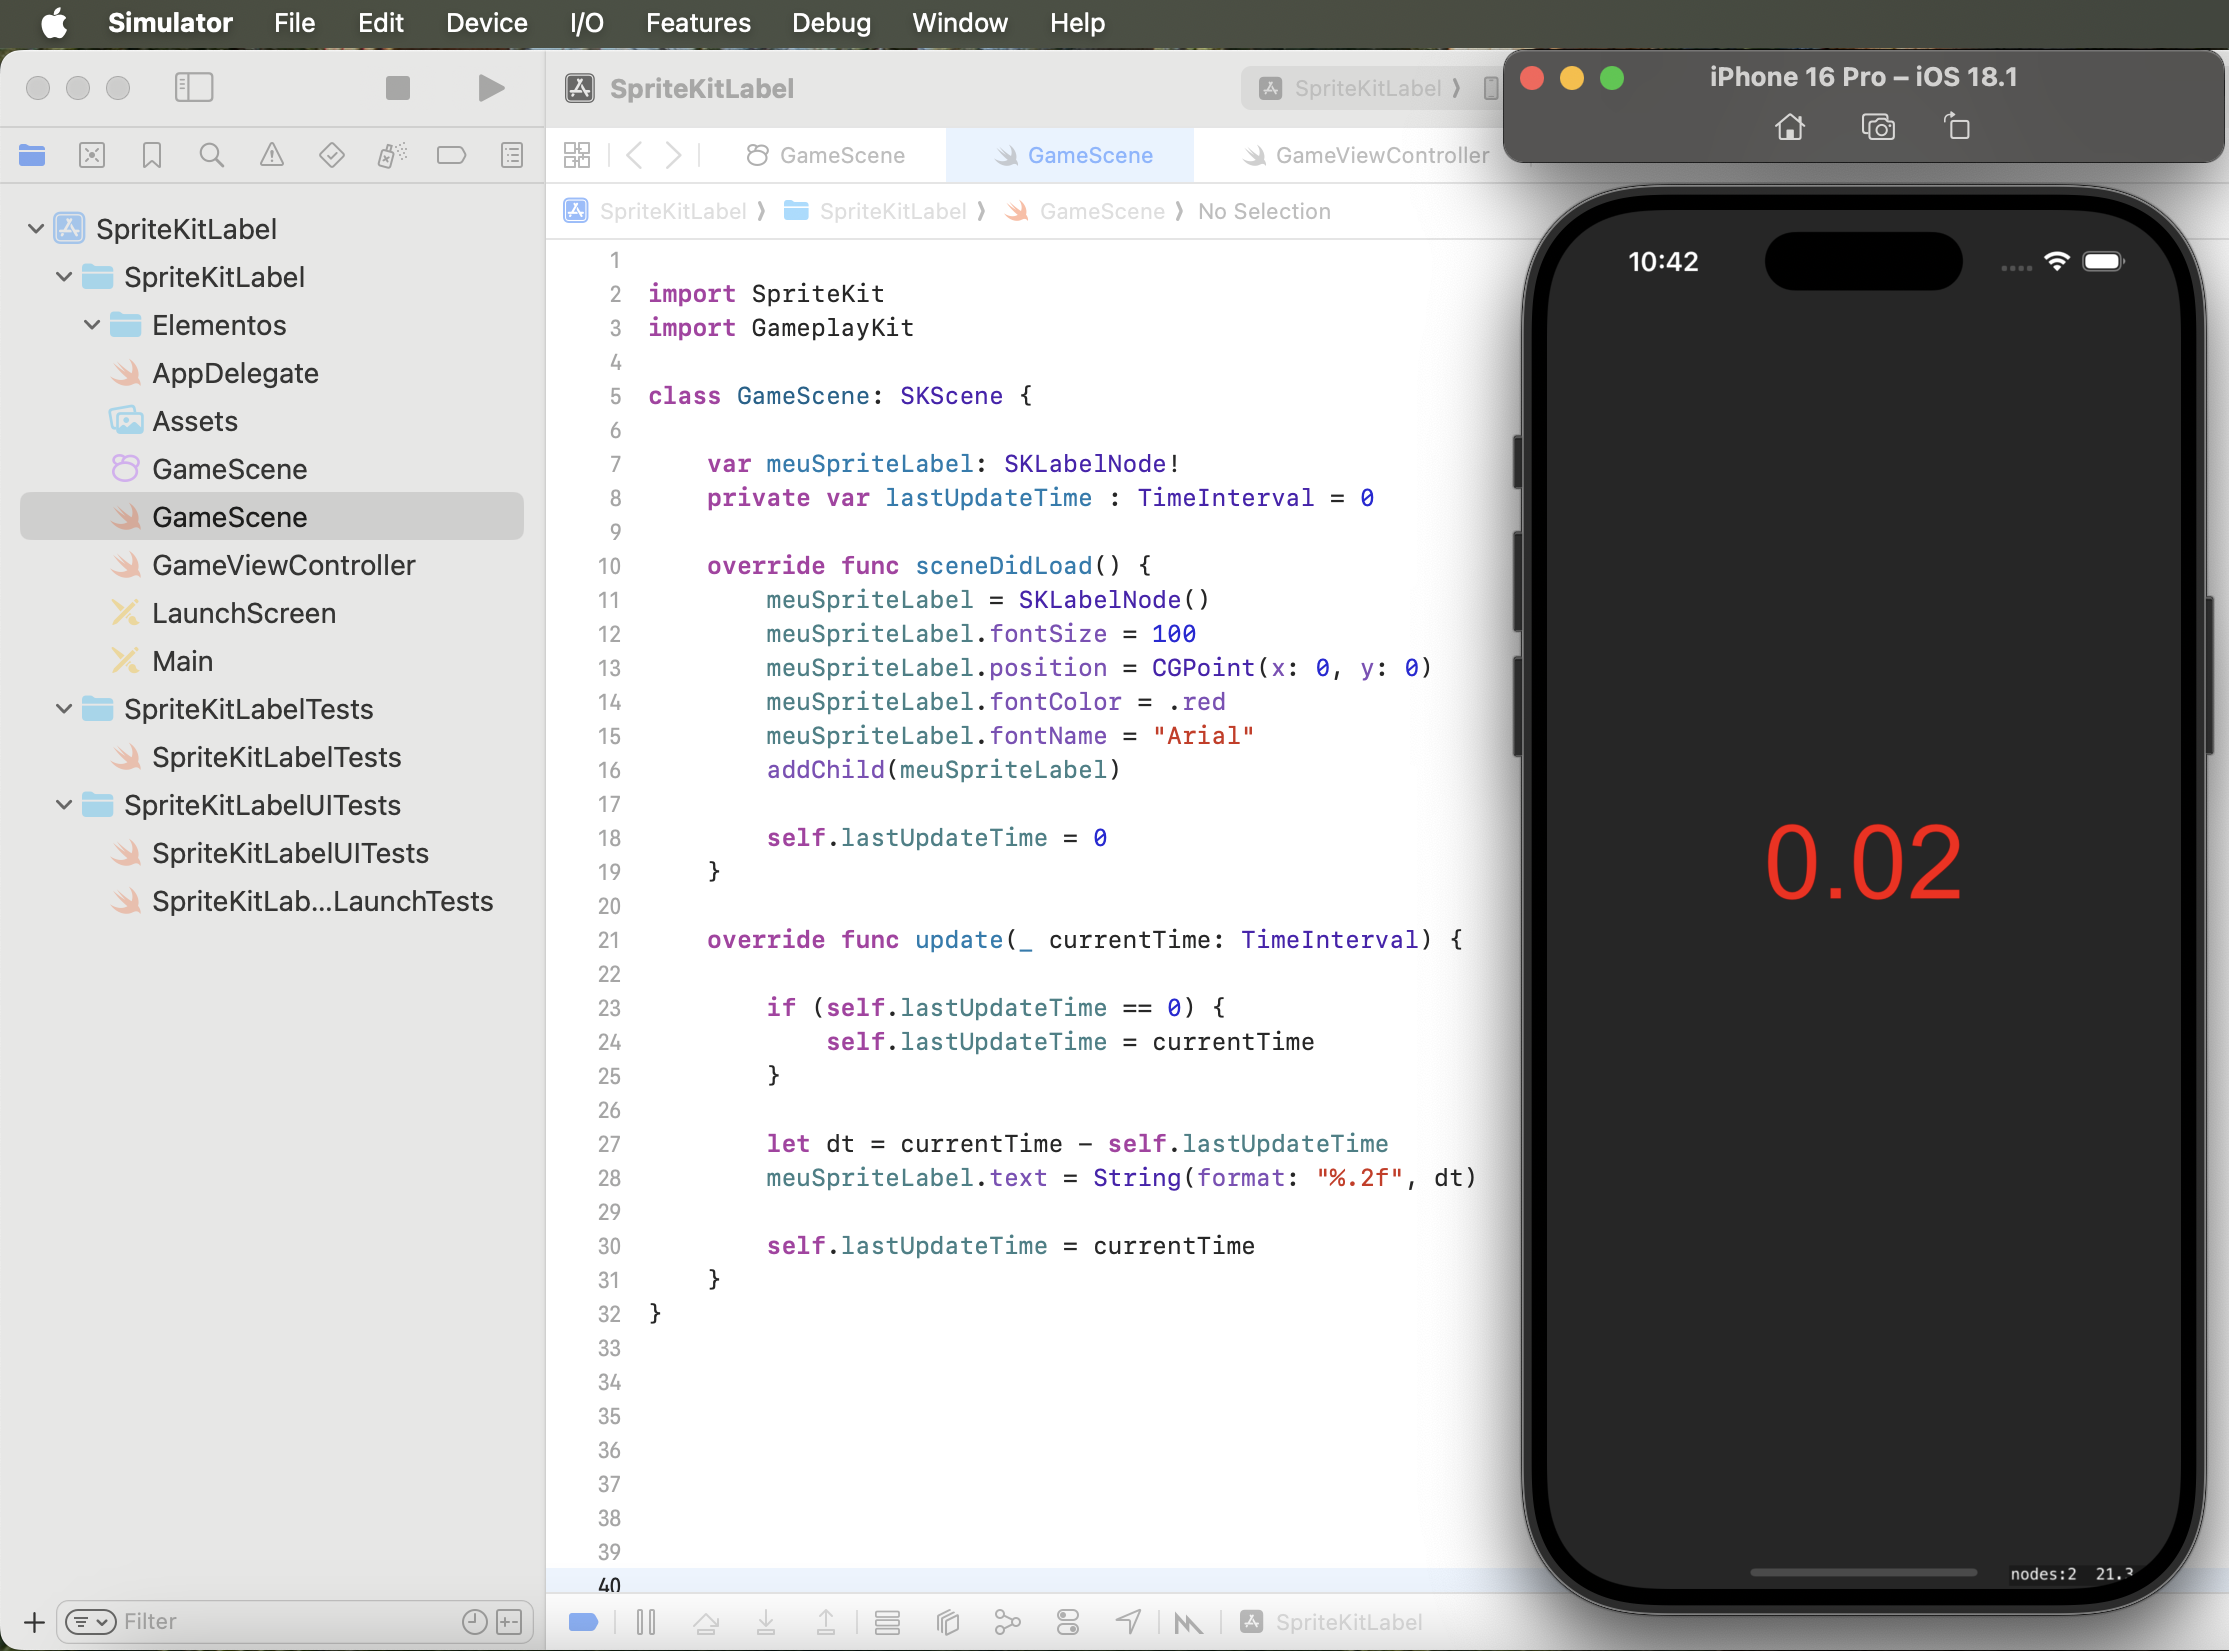 Simulator File Edit Device I/O Features Debug Window Help
SpriteKitLabel
SpriteKitLabel
iPhone 16 Pro – iOS 18.1
GameScene
GameScene
GameViewController
SpriteKitLabel
SpriteKitLabel
GameScene
No Selection
SpriteKitLabel
SpriteKitLabel
Elementos
AppDelegate
Assets
GameScene
GameScene
GameViewController
LaunchScreen
Main
SpriteKitLabelTests
SpriteKitLabelTests
SpriteKitLabelUITests
SpriteKitLabelUITests
SpriteKitLab...LaunchTests
Filter
1
2 import SpriteKit
3 import GameplayKit
4
5 class GameScene: SKScene {
6
7 var meuSpriteLabel: SKLabelNode!
8 private var lastUpdateTime : TimeInterval = 0
9
10 override func sceneDidLoad() {
11 meuSpriteLabel = SKLabelNode()
12 meuSpriteLabel.fontSize = 100
13 meuSpriteLabel.position = CGPoint(x: 0, y: 0)
14 meuSpriteLabel.fontColor = .red
15 meuSpriteLabel.fontName = "Arial"
16 addChild(meuSpriteLabel)
17
18 self.lastUpdateTime = 0
19 }
20
21 override func update(_ currentTime: TimeInterval) {
22
23 if (self.lastUpdateTime == 0) {
24 self.lastUpdateTime = currentTime
25 }
26
27 let dt = currentTime - self.lastUpdateTime
28 meuSpriteLabel.text = String(format: "%.2f", dt)
29
30 self.lastUpdateTime = currentTime
31 }
32 }
33
34
35
36
37
38
39
40
SpriteKitLabel
10:42
0.02
nodes:2 21.3